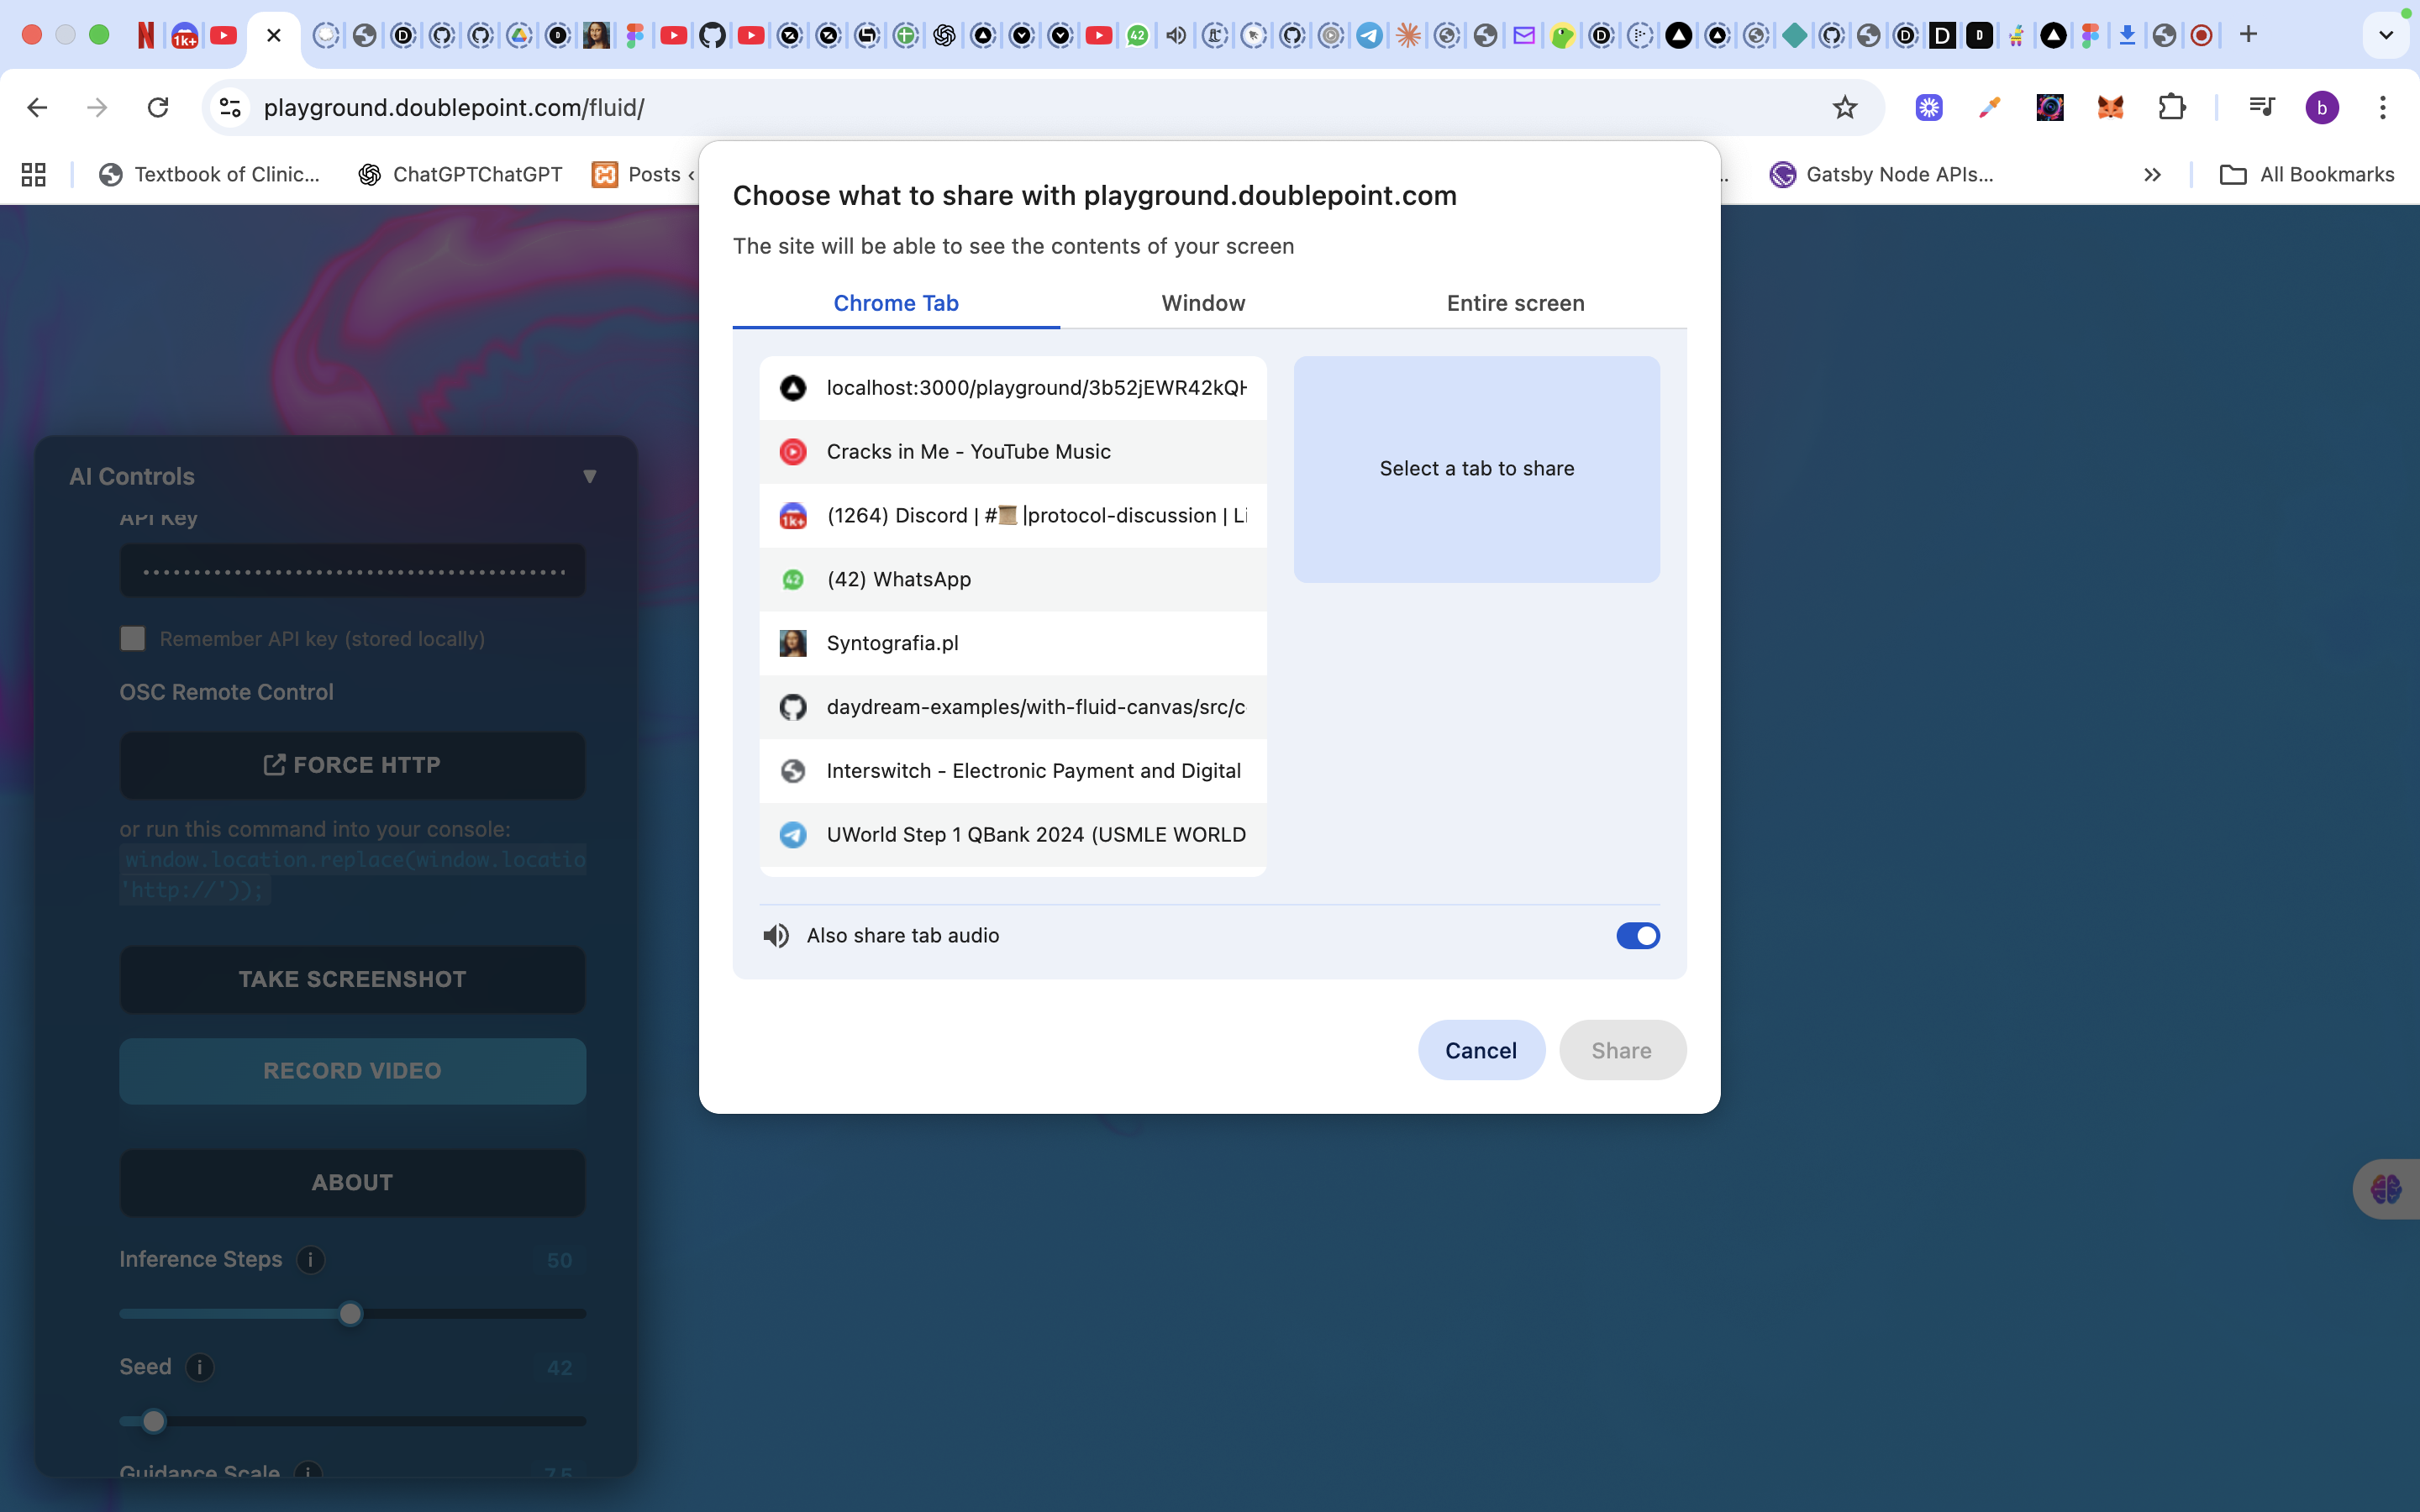 playground.doublepoint.com/fluid/
b
Textbook of Clinic...
ChatGPTChatGPT
Posts ‹
..
Gatsby Node APIs...
All Bookmarks
Choose what to share with playground.doublepoint.com
The site will be able to see the contents of your screen
Chrome Tab
Window
Entire screen
localhost:3000/playground/3b52jEWR42kQH
Cracks in Me - YouTube Music
(1264) Discord | #📜 |protocol-discussion | Li
(42) WhatsApp
Syntografia.pl
daydream-examples/with-fluid-canvas/src/c
Interswitch - Electronic Payment and Digital
UWorld Step 1 QBank 2024 (USMLE WORLD
Select a tab to share
Also share tab audio
Cancel
Share
AI Controls
API Key
Remember API key (stored locally)
OSC Remote Control
FORCE HTTP
or run this command into your console:
window.location.replace(window.locatio
'http://'));
TAKE SCREENSHOT
RECORD VIDEO
ABOUT
Inference Steps i 50
Seed i 42
Guidance Scale i 7.5